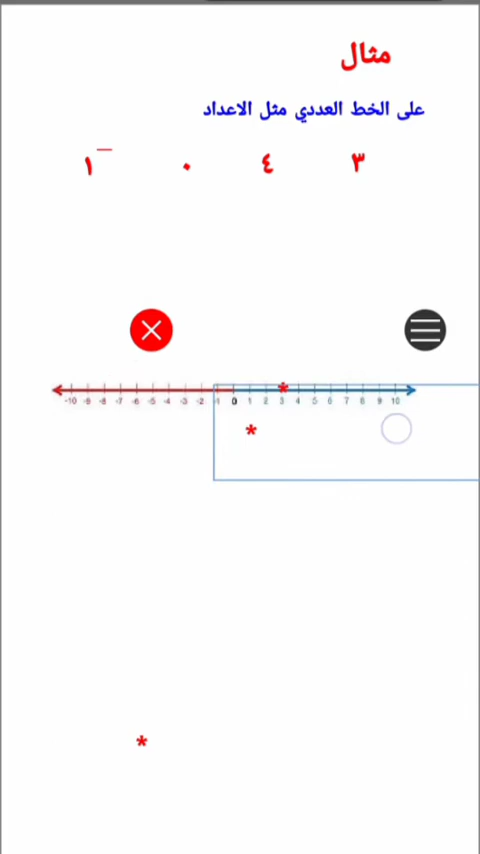 مثال
على الخط العددي مثل الاعداد
٣ ٤ ٠ ١‾
-10 -9 -8 -7 -6 -5 -4 -3 -2 -1 0 1 2 3 4 5 6 7 8 9 10